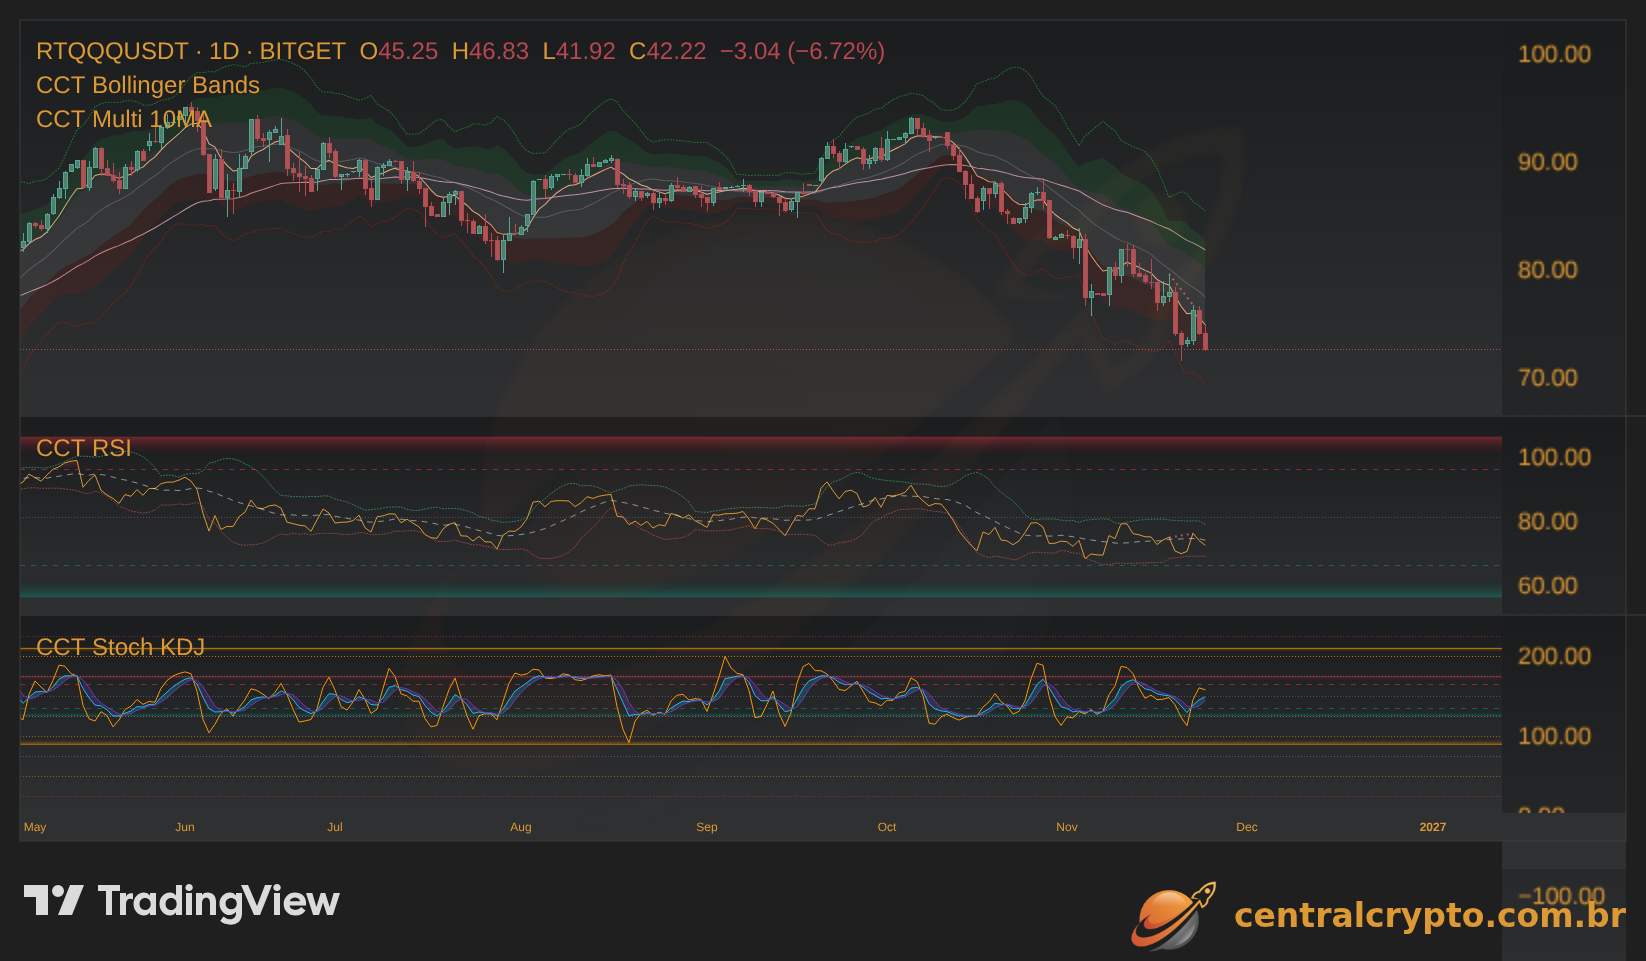 RTQQQUSDT · 1D · BITGET O45.25 H46.83 L41.92 C42.22 −3.04 (−6.72%)
CCT Bollinger Bands
CCT Multi 10MA
100.00
90.00
80.00
70.00
CCT RSI
100.00
80.00
60.00
CCT Stoch KDJ
200.00
100.00
May Jun Jul Aug Sep Oct Nov Dec 2027
−100.00
TradingView
centralcrypto.com.br